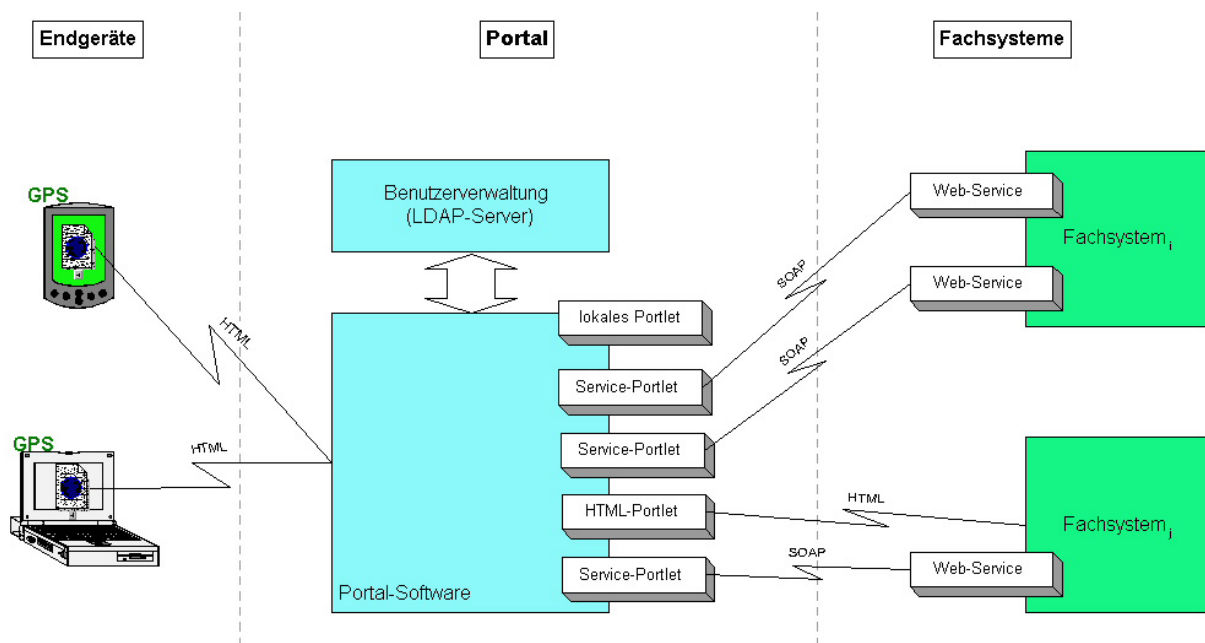 Endgeräte
Portal
Fachsysteme
GPS
HTML
GPS
HTML
Benutzerverwaltung
(LDAP-Server)
lokales Portlet
Service-Portlet
Service-Portlet
HTML-Portlet
Service-Portlet
Portal-Software
SOAP
SOAP
HTML
SOAP
Web-Service
Web-Service
Fachsystem i
Web-Service
Fachsystem j